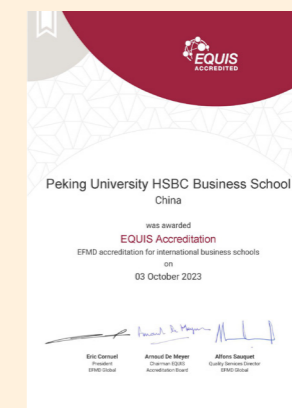 EQUIS
ACCREDITED
Peking University HSBC Business School
China
was awarded
EQUIS Accreditation
EFMD accreditation for international business schools
on
03 October 2023
Eric Cornuel
President
EFMD Global
Arnoud De Meyer
Chairman EQUIS
Accreditation Board
Alfons Sauquet
Quality Services Director
EFMD Global